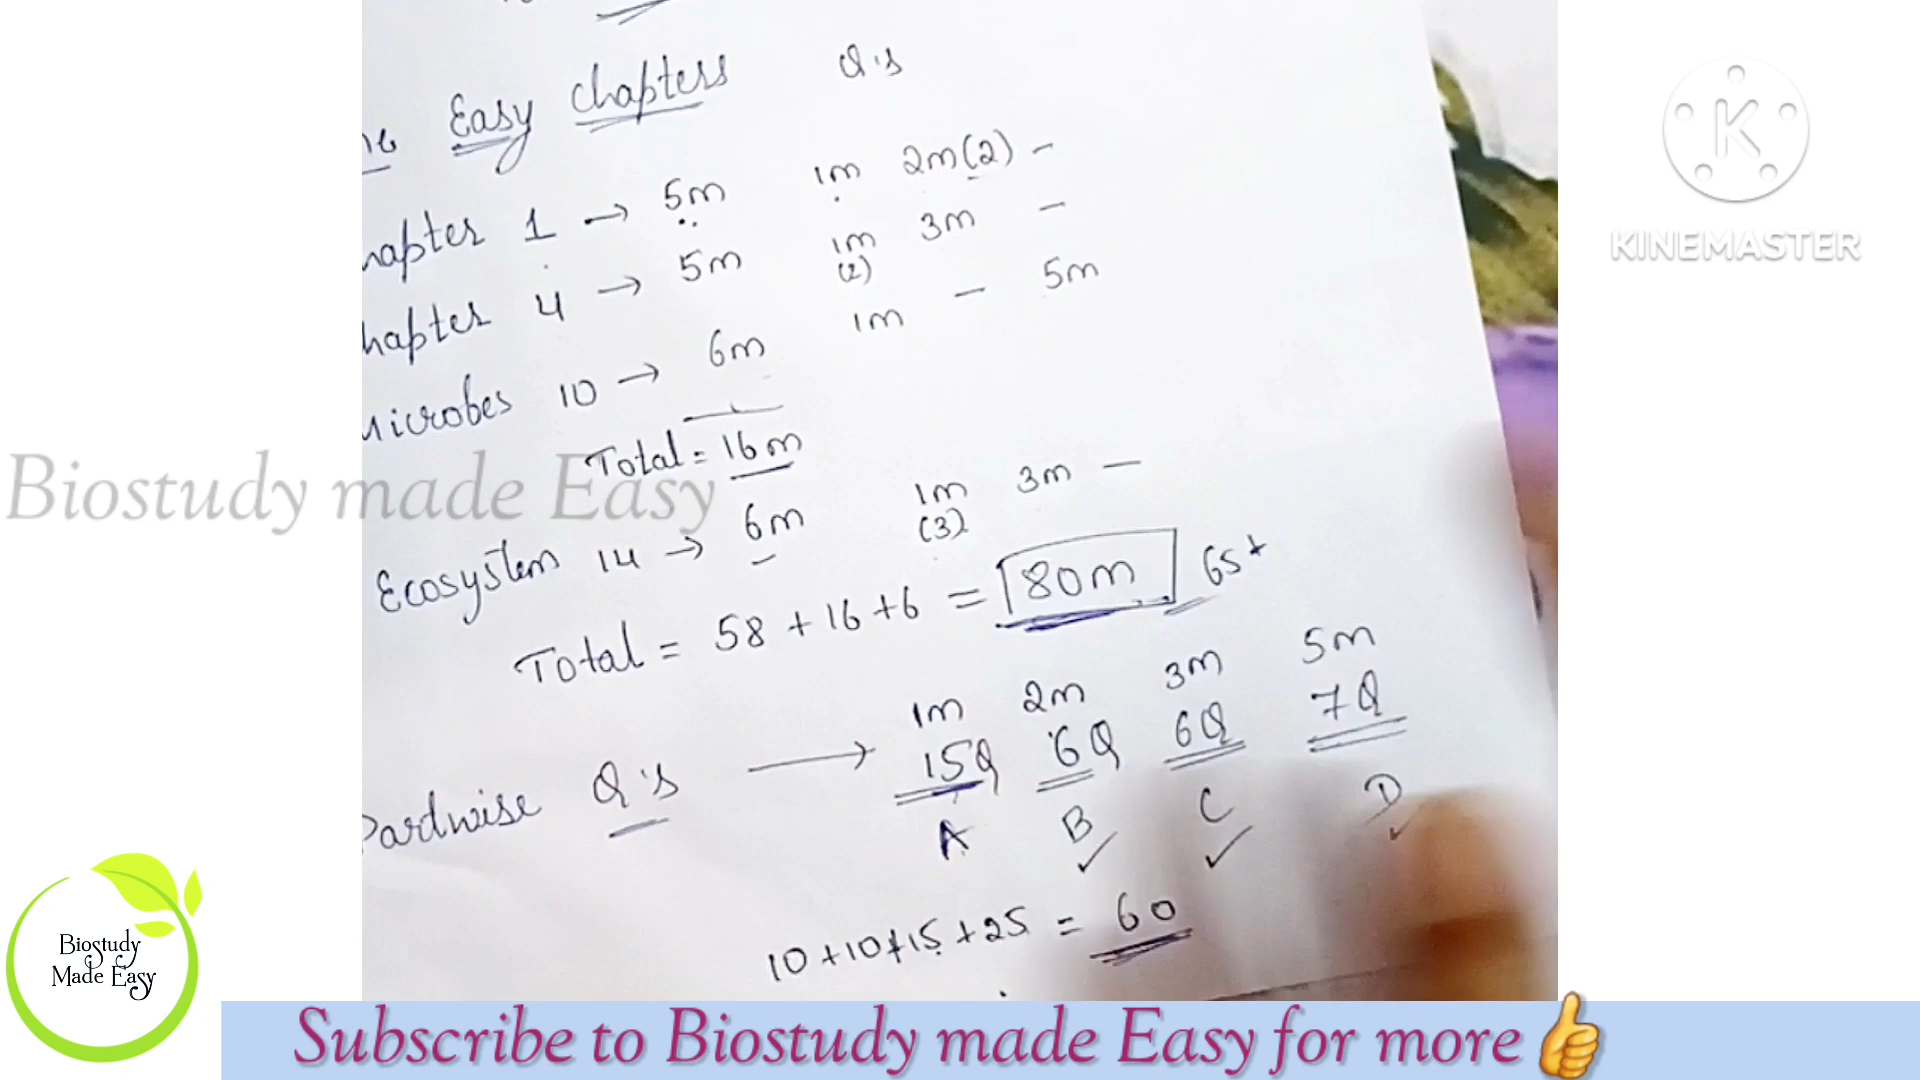 Easy Chapters Q's
hapter 1 → 5m 1m 2m(2) -
hapter 4 → 5m 1m 3m -
(2)
Microbes 10 → 6m 1m - 5m
Total = 16m
Ecosystem 14 → 6m 1m 3m -
(3)
Total = 58 + 16 + 6 = 80m 65+
1m 2m 3m 5m
Partwise Q's → 15Q 6Q 6Q 7Q
A B C D
10 + 10 + 15 + 25 = 60
KINEMASTER
Biostudy made Easy
Biostudy
Made Easy
Subscribe to Biostudy made Easy for more